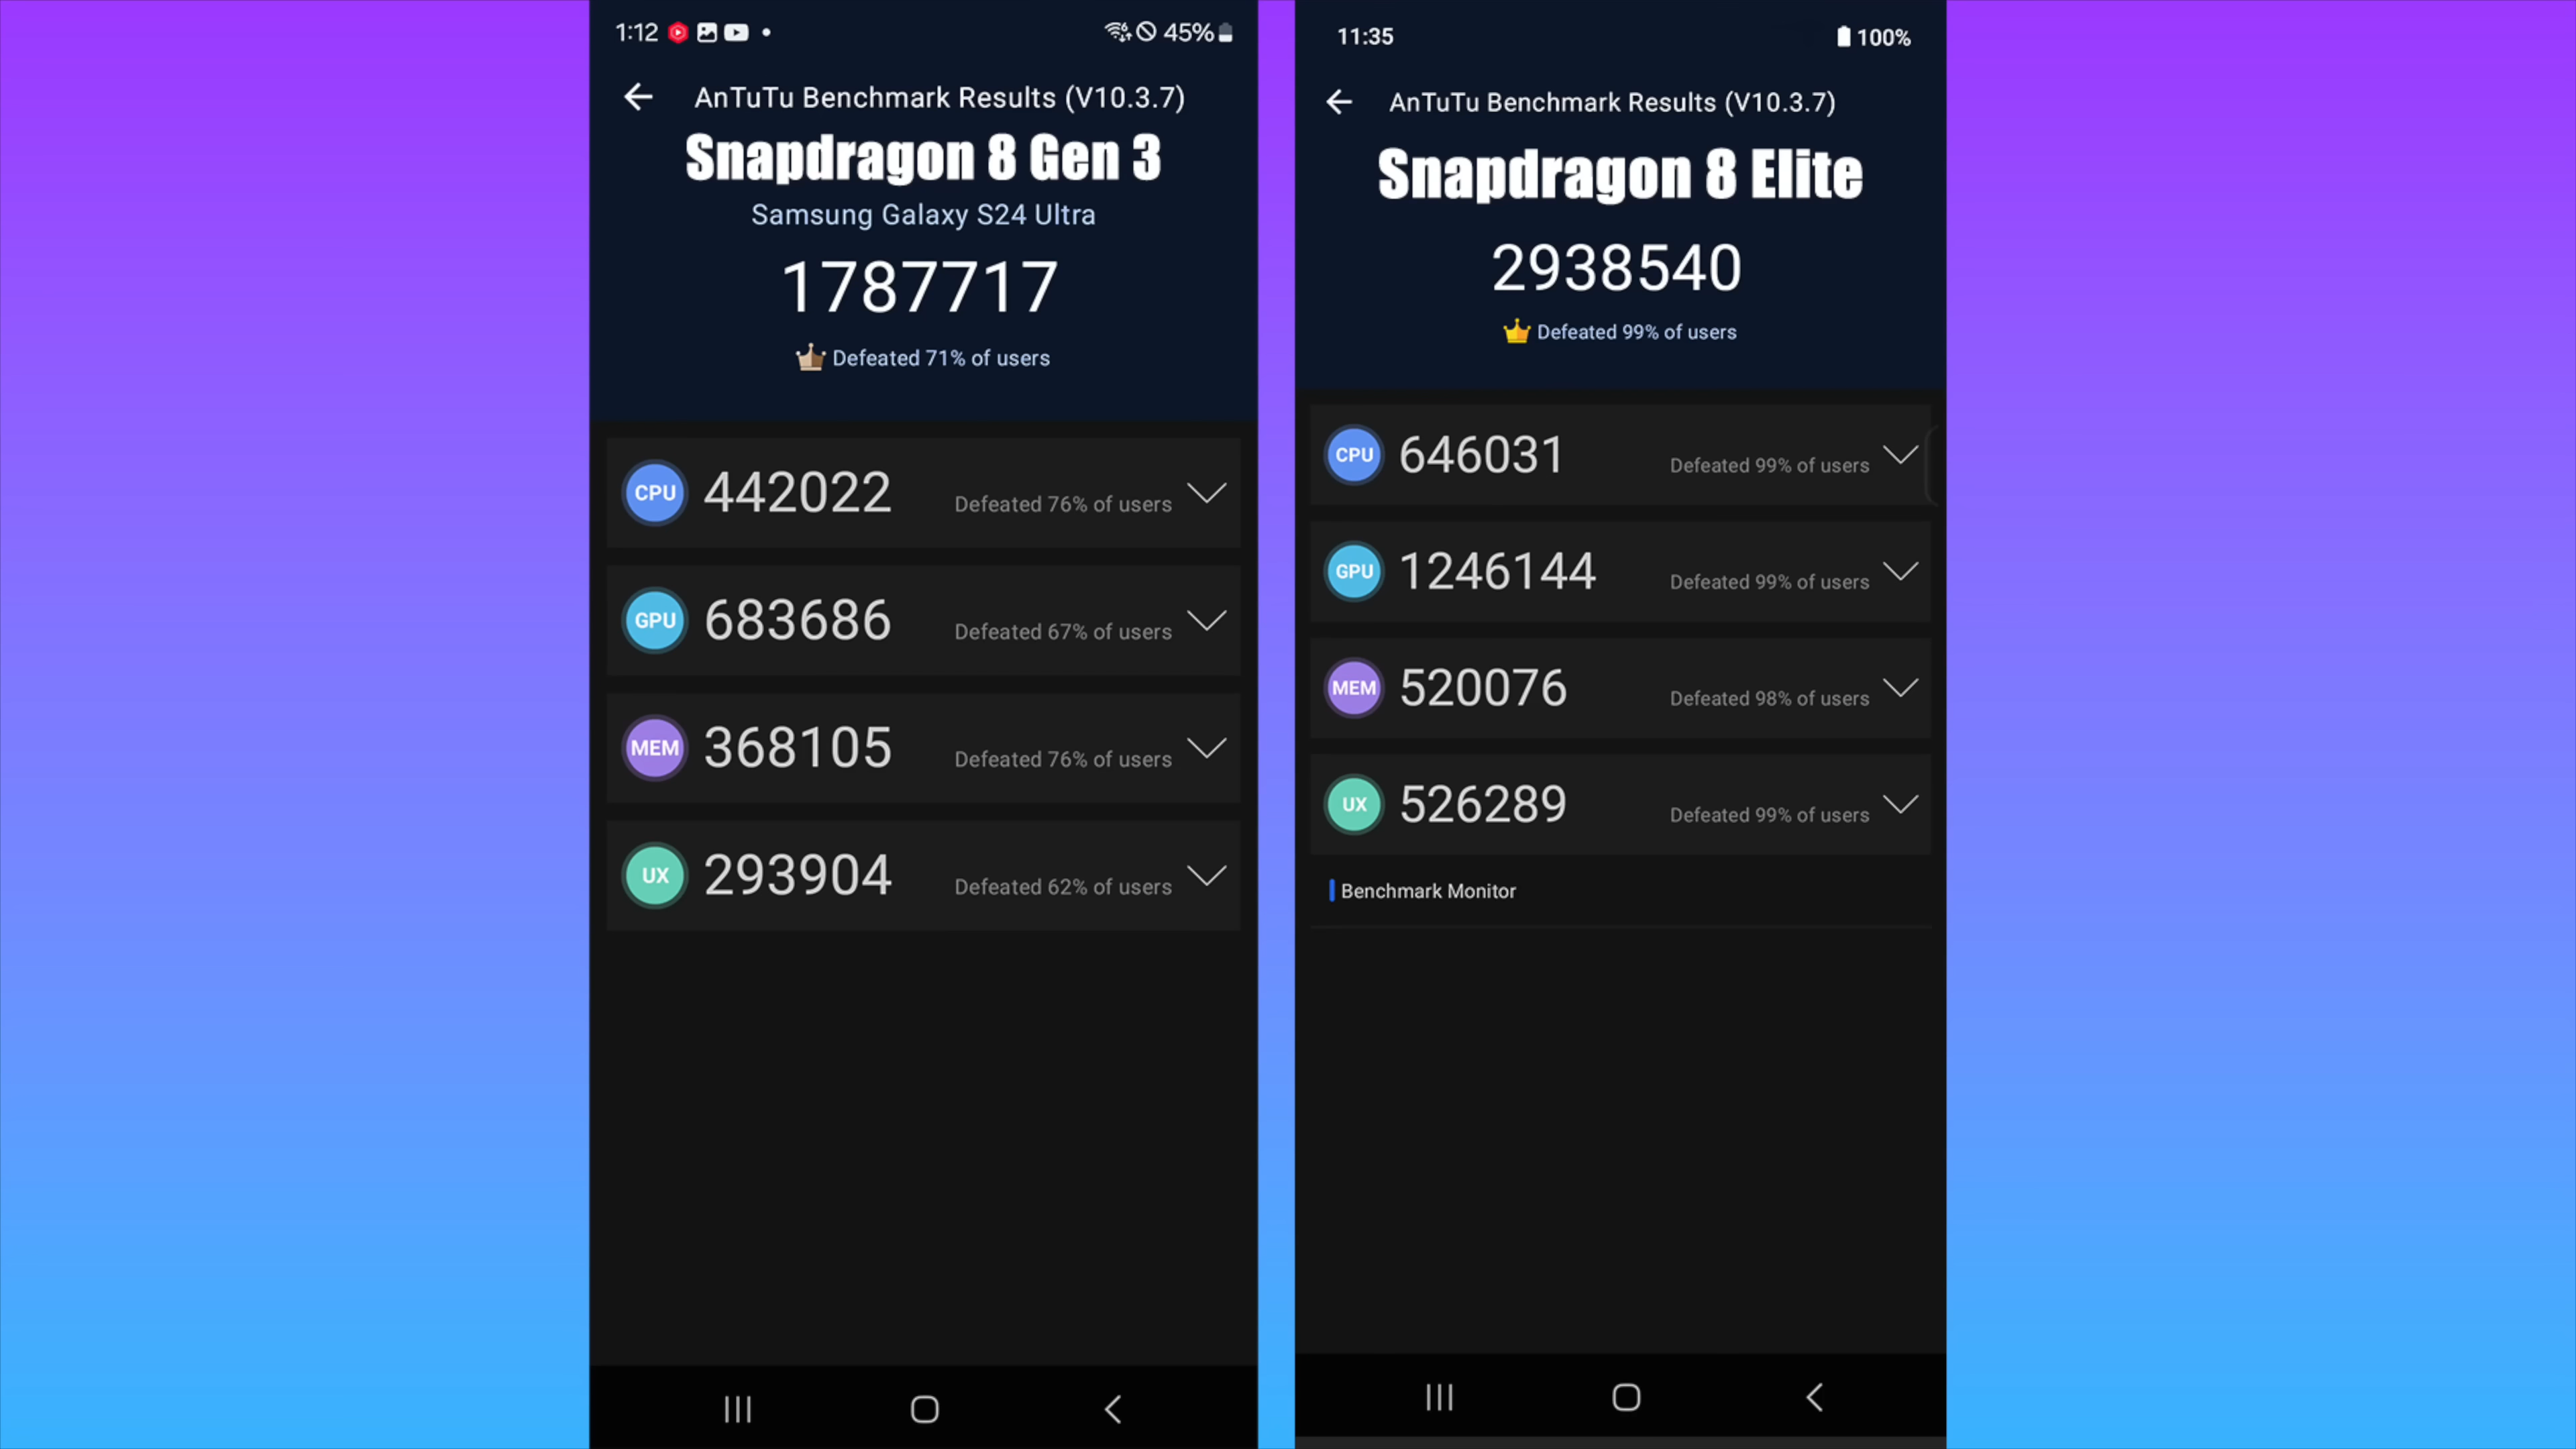 1:12
45%
AnTuTu Benchmark Results (V10.3.7)
Snapdragon 8 Gen 3
Samsung Galaxy S24 Ultra
1787717
Defeated 71% of users
CPU 442022 Defeated 76% of users
GPU 683686 Defeated 67% of users
MEM 368105 Defeated 76% of users
UX 293904 Defeated 62% of users
11:35
100%
AnTuTu Benchmark Results (V10.3.7)
Snapdragon 8 Elite
2938540
Defeated 99% of users
CPU 646031 Defeated 99% of users
GPU 1246144 Defeated 99% of users
MEM 520076 Defeated 98% of users
UX 526289 Defeated 99% of users
Benchmark Monitor